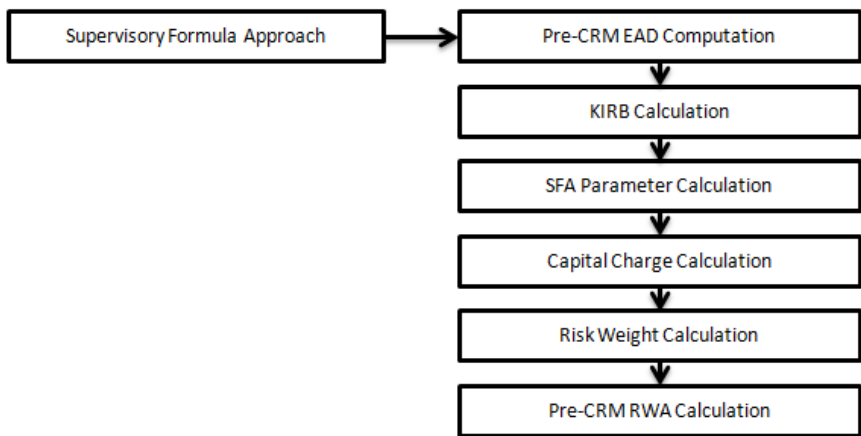 Supervisory Formula Approach
Pre-CRM EAD Computation
KIRB Calculation
SFA Parameter Calculation
Capital Charge Calculation
Risk Weight Calculation
Pre-CRM RWA Calculation